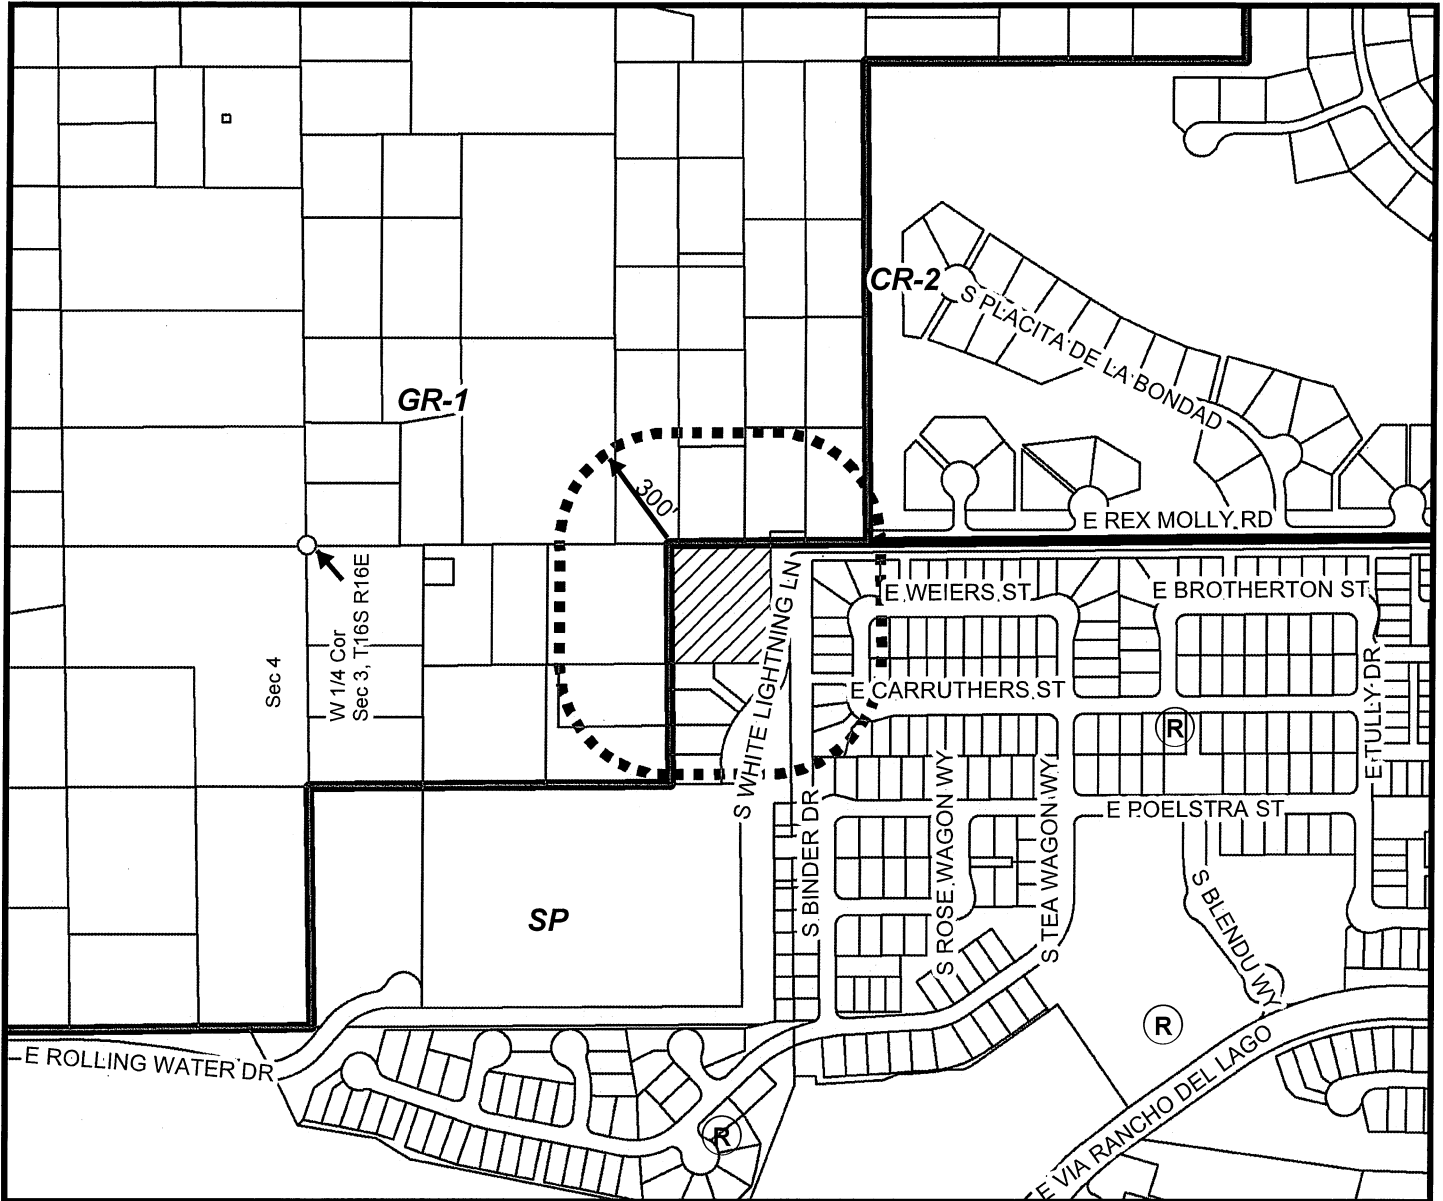 CR-2
S PLACITA DE LA BONDAD
GR-1
300'
E REX MOLLY RD
E WEIERS ST
E BROTHERTON ST
Sec 4
W 1/4 Cor
Sec 3, T16S R16E
S WHITE LIGHTNING LN
E CARRUTHERS ST
E TULLY DR
R
S BINDER DR
S ROSE WAGON WY
S TEA WAGON WY
E POELSTRA ST
SP
S BLENDU WY
R
E ROLLING WATER DR
R
E VIA RANCHO DEL LAGO